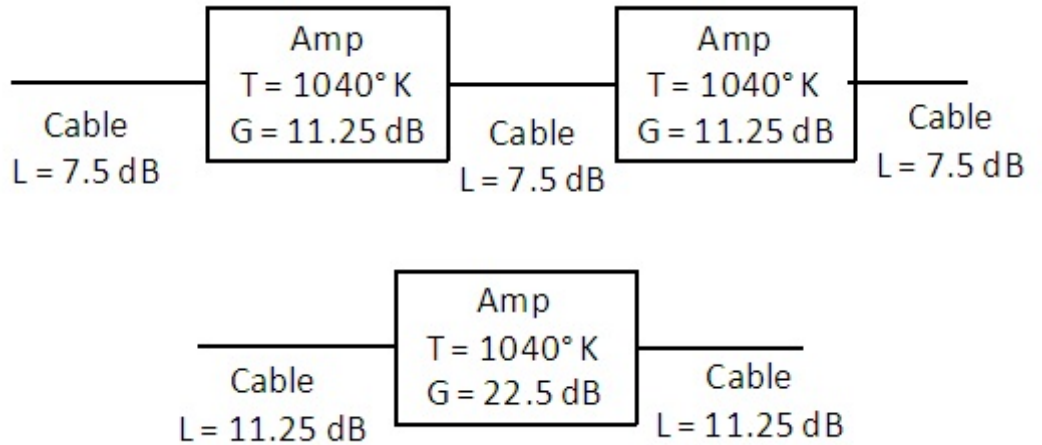 Amp
T = 1040° K
G = 11.25 dB
Cable
L = 7.5 dB
Cable
L = 7.5 dB
Amp
T = 1040° K
G = 11.25 dB
Cable
L = 7.5 dB
Amp
T = 1040° K
G = 22.5 dB
Cable
L = 11.25 dB
Cable
L = 11.25 dB